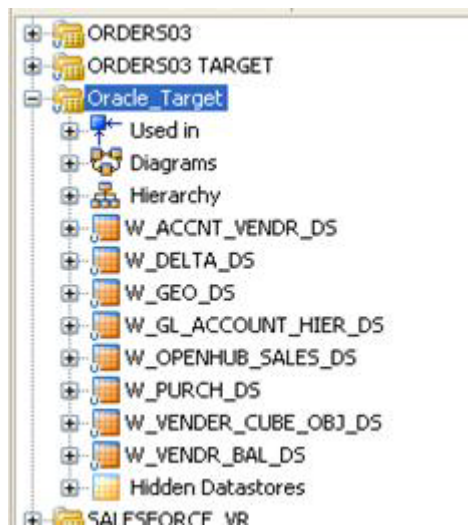 ORDERS03
ORDERS03 TARGET
Oracle_Target
Used in
Diagrams
Hierarchy
W_ACCNT_VENDR_DS
W_DELTA_DS
W_GEO_DS
W_GL_ACCOUNT_HIER_DS
W_OPENHUB_SALES_DS
W_PURCH_DS
W_VENDER_CUBE_OBJ_DS
W_VENDR_BAL_DS
Hidden Datastores
SALESFORCE_VR